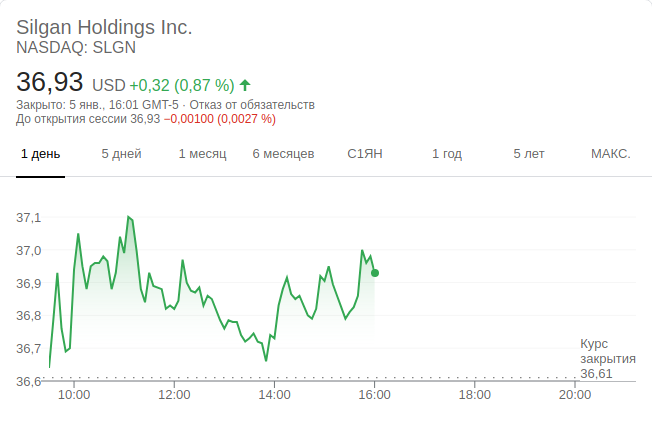 Silgan Holdings Inc.
NASDAQ: SLGN
36,93 USD +0,32 (0,87 %)
Закрыто: 5 янв., 16:01 GMT-5 · Отказ от обязательств
До открытия сессии 36,93 −0,00100 (0,0027 %)
1 день 5 дней 1 месяц 6 месяцев С1ЯН 1 год 5 лет МАКС.
37,1
37,0
36,9
36,8
36,7
36,6
Курс
закрытия
36,61
10:00 12:00 14:00 16:00 18:00 20:00